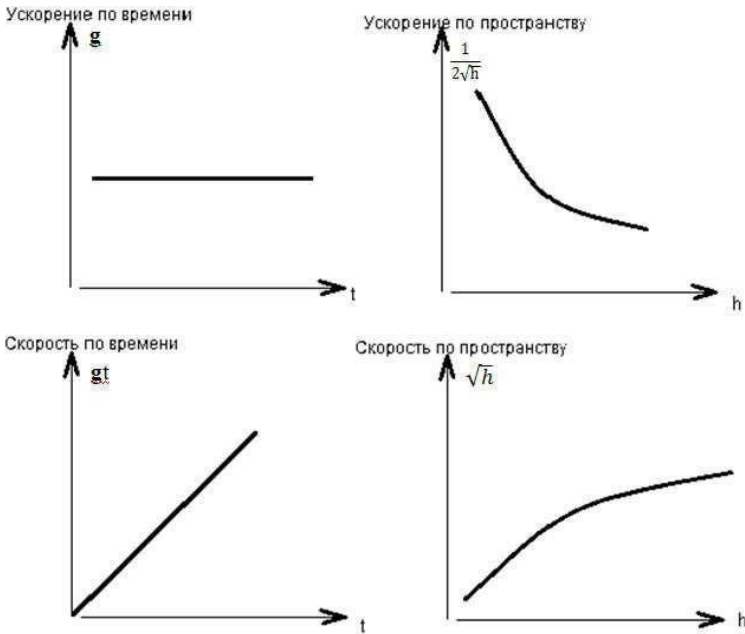 Ускорение по времени
g
t
Ускорение по пространству
1
2√h
h
Скорость по времени
gt
t
Скорость по пространству
√h
h